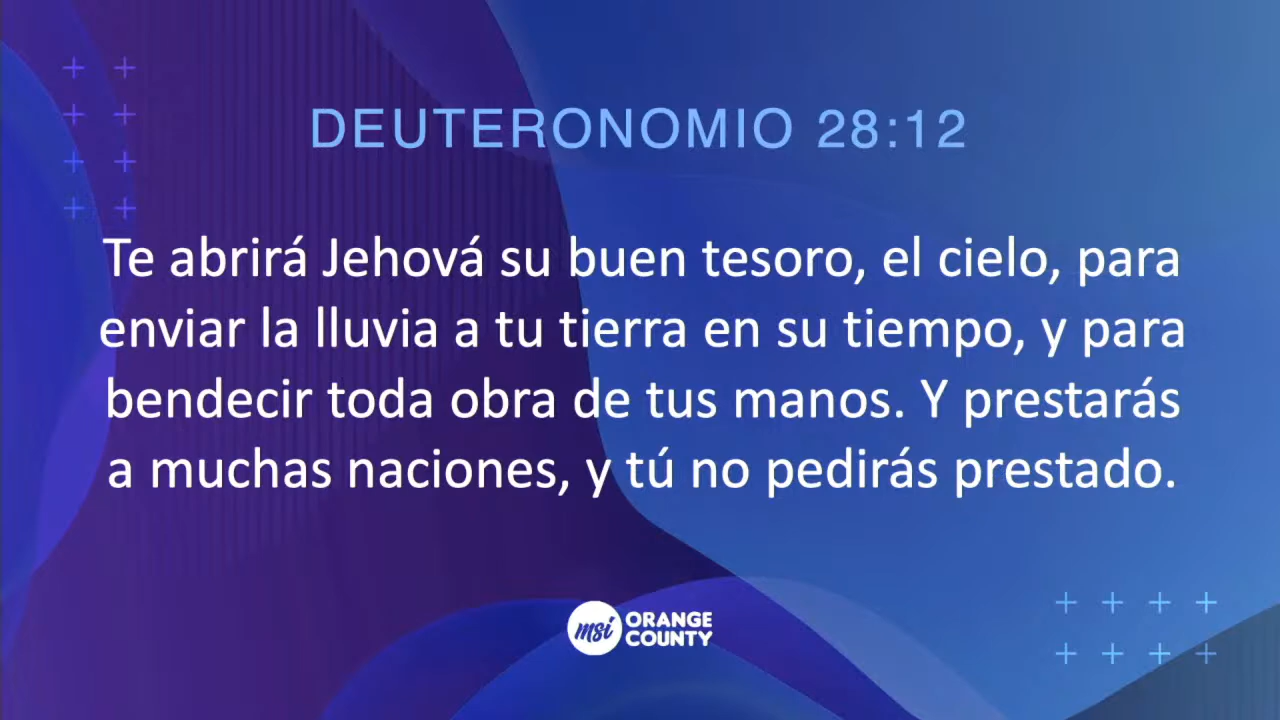 DEUTERONOMIO 28:12
Te abrirá Jehová su buen tesoro, el cielo, para
enviar la lluvia a tu tierra en su tiempo, y para
bendecir toda obra de tus manos. Y prestarás
a muchas naciones, y tú no pedirás prestado.
msi ORANGE
COUNTY